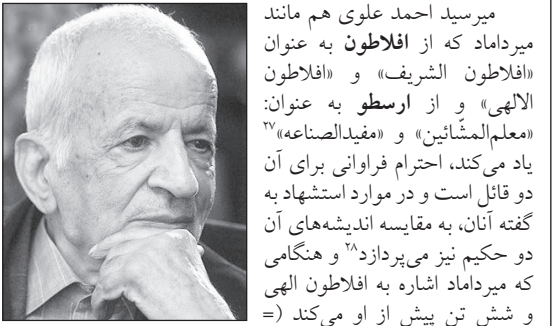 میرسید احمد علوی هم مانند
میرداماد که از افلاطون به عنوان
«افلاطون الشریف» و «افلاطون
الالهی» و از ارسطو به عنوان:
«معلم‌المشّائین» و «مفیدالصناعه»۲۷
یاد می‌کند، احترام فراوانی برای آن
دو قائل است و در موارد استشهاد به
گفته آنان، به مقایسه اندیشه‌های آن
دو حکیم نیز می‌پردازد۲۸ و هنگامی
که میرداماد اشاره به افلاطون الهی
و شش تن پیش از او می‌کند (=